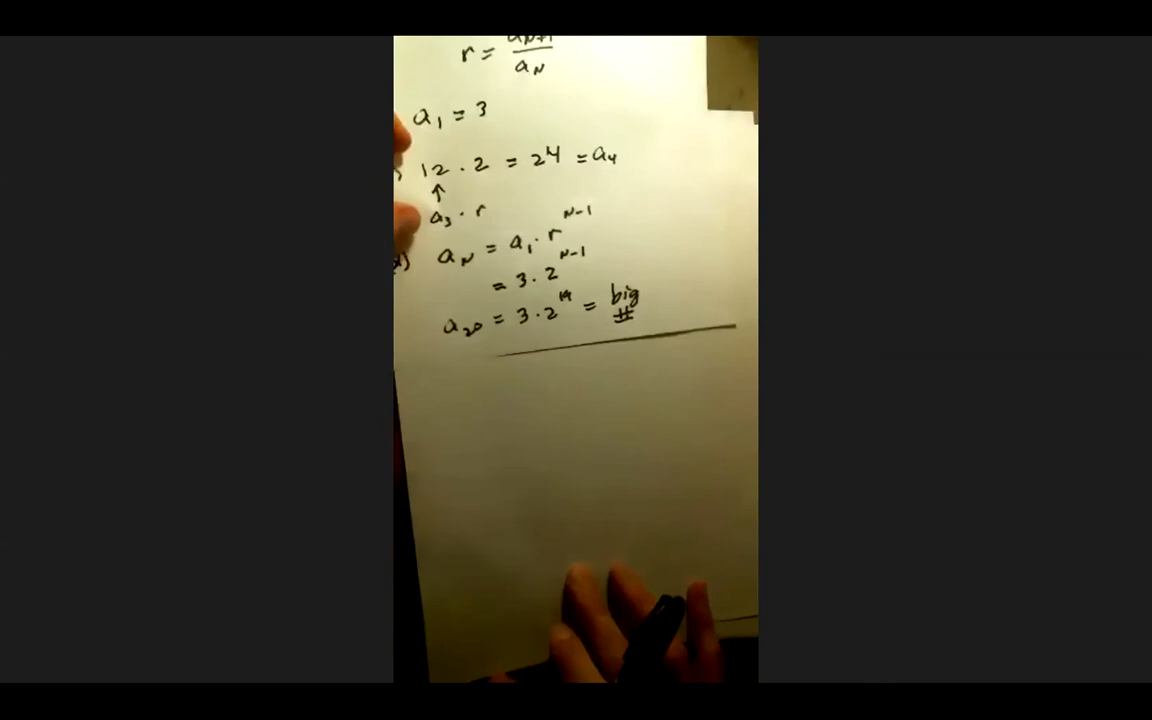 r = aN+1 / aN
a1 = 3
) 12 · 2 = 24 = a4
↑
a3 · r
) aN = a1 · r^N-1
= 3 · 2^N-1
a20 = 3 · 2^19 = big #